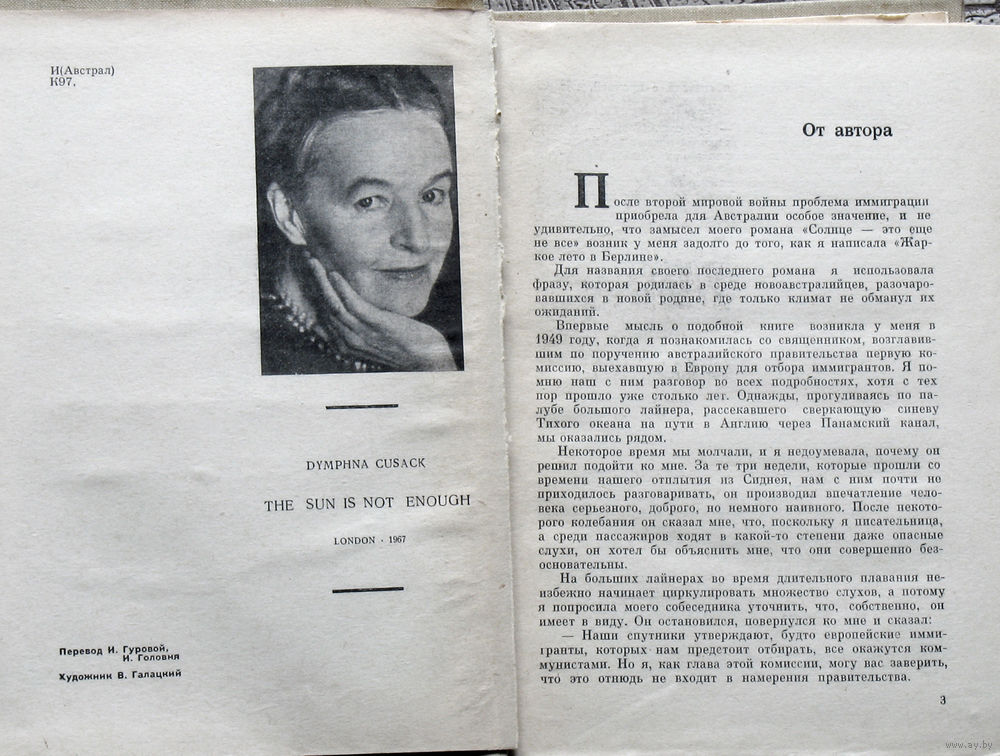 И(Австрал)
К97.
DYMPHNA CUSACK
THE SUN IS NOT ENOUGH
LONDON · 1967
Перевод И. Гуровой,
И. Головня
Художник В. Галацкий
От автора
После второй мировой войны проблема иммиграции
приобрела для Австралии особое значение, и не
удивительно, что замысел моего романа «Солнце — это еще
не все» возник у меня задолго до того, как я написала «Жар-
кое лето в Берлине».
Для названия своего последнего романа я использовала
фразу, которая родилась в среде новоавстралийцев, разочаро-
вавшихся в новой родине, где только климат не обманул их
ожиданий.
Впервые мысль о подобной книге возникла у меня в
1949 году, когда я познакомилась со священником, возглавив-
шим по поручению австралийского правительства первую ко-
миссию, выехавшую в Европу для отбора иммигрантов. Я по-
мню наш с ним разговор во всех подробностях, хотя с тех
пор прошло уже столько лет. Однажды, прогуливаясь по па-
лубе большого лайнера, рассекавшего сверкающую синеву
Тихого океана на пути в Англию через Панамский канал,
мы оказались рядом.
Некоторое время мы молчали, и я недоумевала, почему он
решил подойти ко мне. За те три недели, которые прошли со
времени нашего отплытия из Сиднея, нам с ним почти не
приходилось разговаривать, он производил впечатление чело-
века серьезного, доброго, но немного наивного. После некото-
рого колебания он сказал мне, что, поскольку я писательница,
а среди пассажиров ходят в какой-то степени даже опасные
слухи, он хотел бы объяснить мне, что они совершенно без-
основательны.
На больших лайнерах во время длительного плавания не-
избежно начинает циркулировать множество слухов, а потому
я попросила моего собеседника уточнить, что, собственно, он
имеет в виду. Он остановился, повернулся ко мне и сказал:
— Наши спутники утверждают, будто европейские имми-
гранты, которых нам предстоит отбирать, все окажутся ком-
мунистами. Но я, как глава этой комиссии, могу вас заверить,
что это отнюдь не входит в намерения правительства.
3
www.ay.by